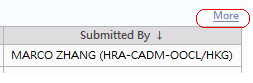 More
Submitted By ↓
MARCO ZHANG (HRA-CADM-OOCL/HKG)